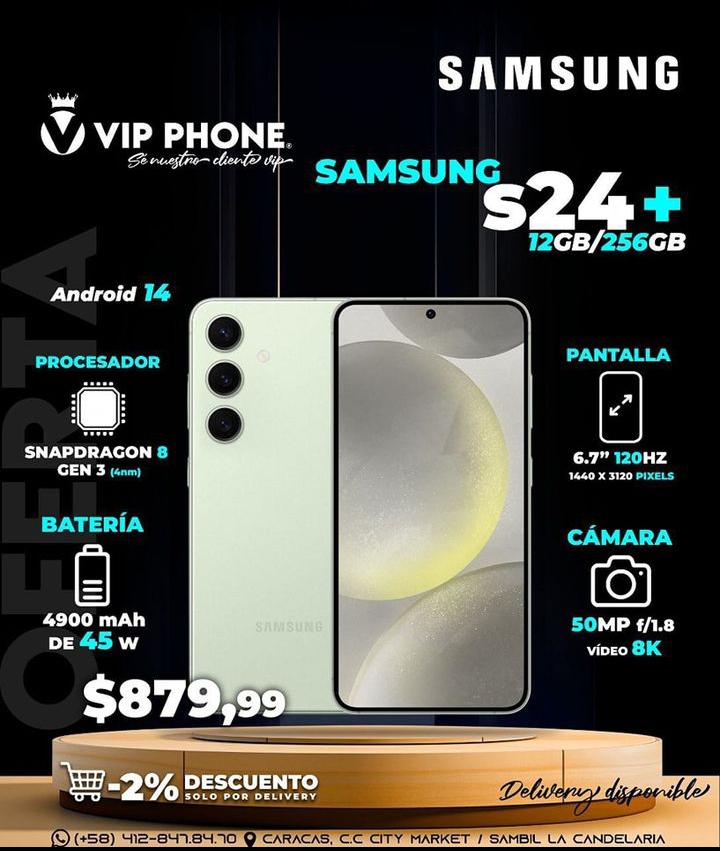 SAMSUNG
VIP PHONE®
Sé nuestro cliente vip
SAMSUNG
s24+
12GB/256GB
OFERTA
Android 14
PROCESADOR
SNAPDRAGON 8
GEN 3 (4nm)
PANTALLA
6.7” 120HZ
1440 X 3120 PIXELS
BATERÍA
4900 mAh
DE 45 W
CÁMARA
50MP f/1.8
VÍDEO 8K
SAMSUNG
$879,99
-2% DESCUENTO
SOLO POR DELIVERY
Delivery disponible
(+58) 412-847.84.70 CARACAS, C.C CITY MARKET / SAMBIL LA CANDELARIA